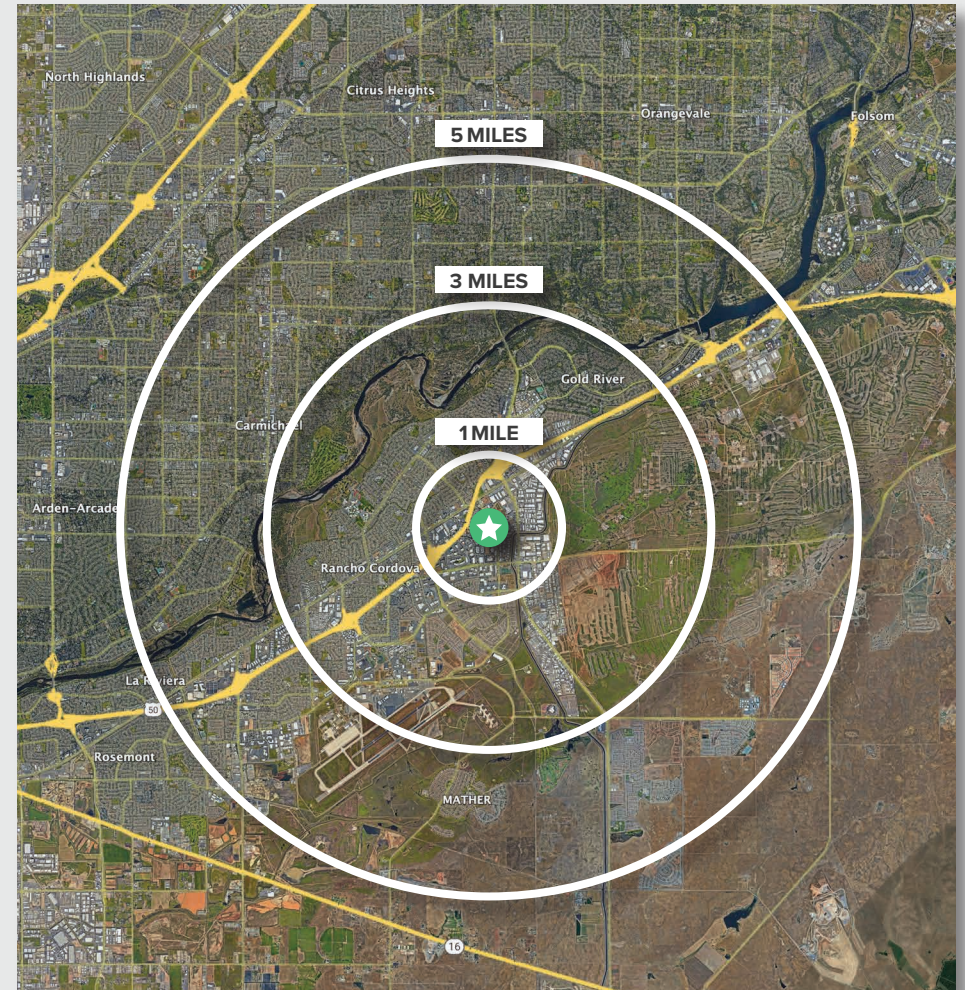 North Highlands
Citrus Heights
Orangevale
Folsom
5 MILES
3 MILES
Gold River
1 MILE
Carmichael
Arden-Arcade
Rancho Cordova
La Riviera
50
Rosemont
MATHER
16